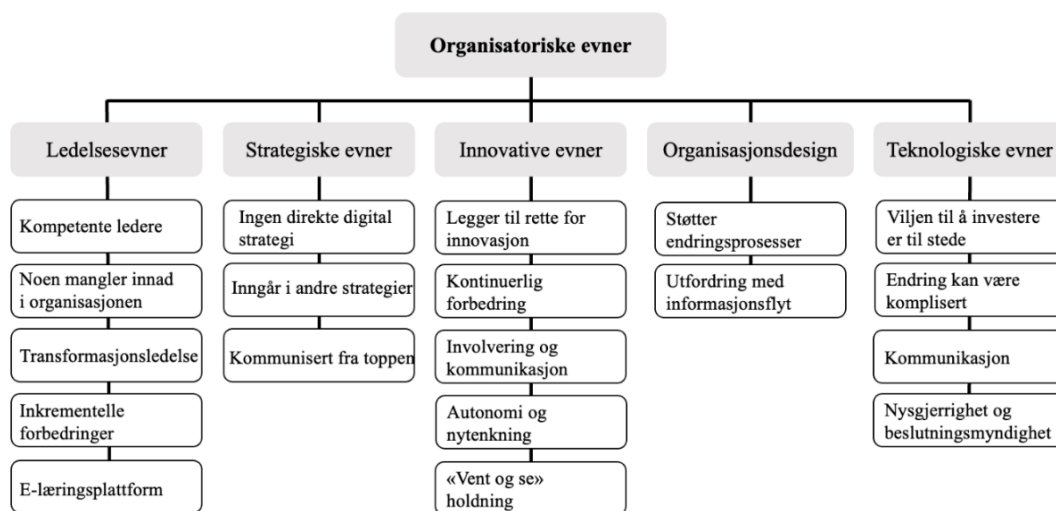 Organisatoriske evner
Ledelsesevner
Strategiske evner
Innovative evner
Organisasjonsdesign
Teknologiske evner
Kompetente ledere
Noen mangler innad
i organisasjonen
Transformasjonsledelse
Inkrementelle
forbedringer
E-læringsplattform
Ingen direkte digital
strategi
Inngår i andre strategier
Kommunisert fra toppen
Legger til rette for
innovasjon
Kontinuerlig
forbedring
Involvering og
kommunikasjon
Autonomi og
nytenkning
«Vent og se»
holdning
Støtter
endringsprosesser
Utfordring med
informasjonsflyt
Viljen til å investere
er til stede
Endring kan være
komplisert
Kommunikasjon
Nysgjerrighet og
beslutningsmyndighet